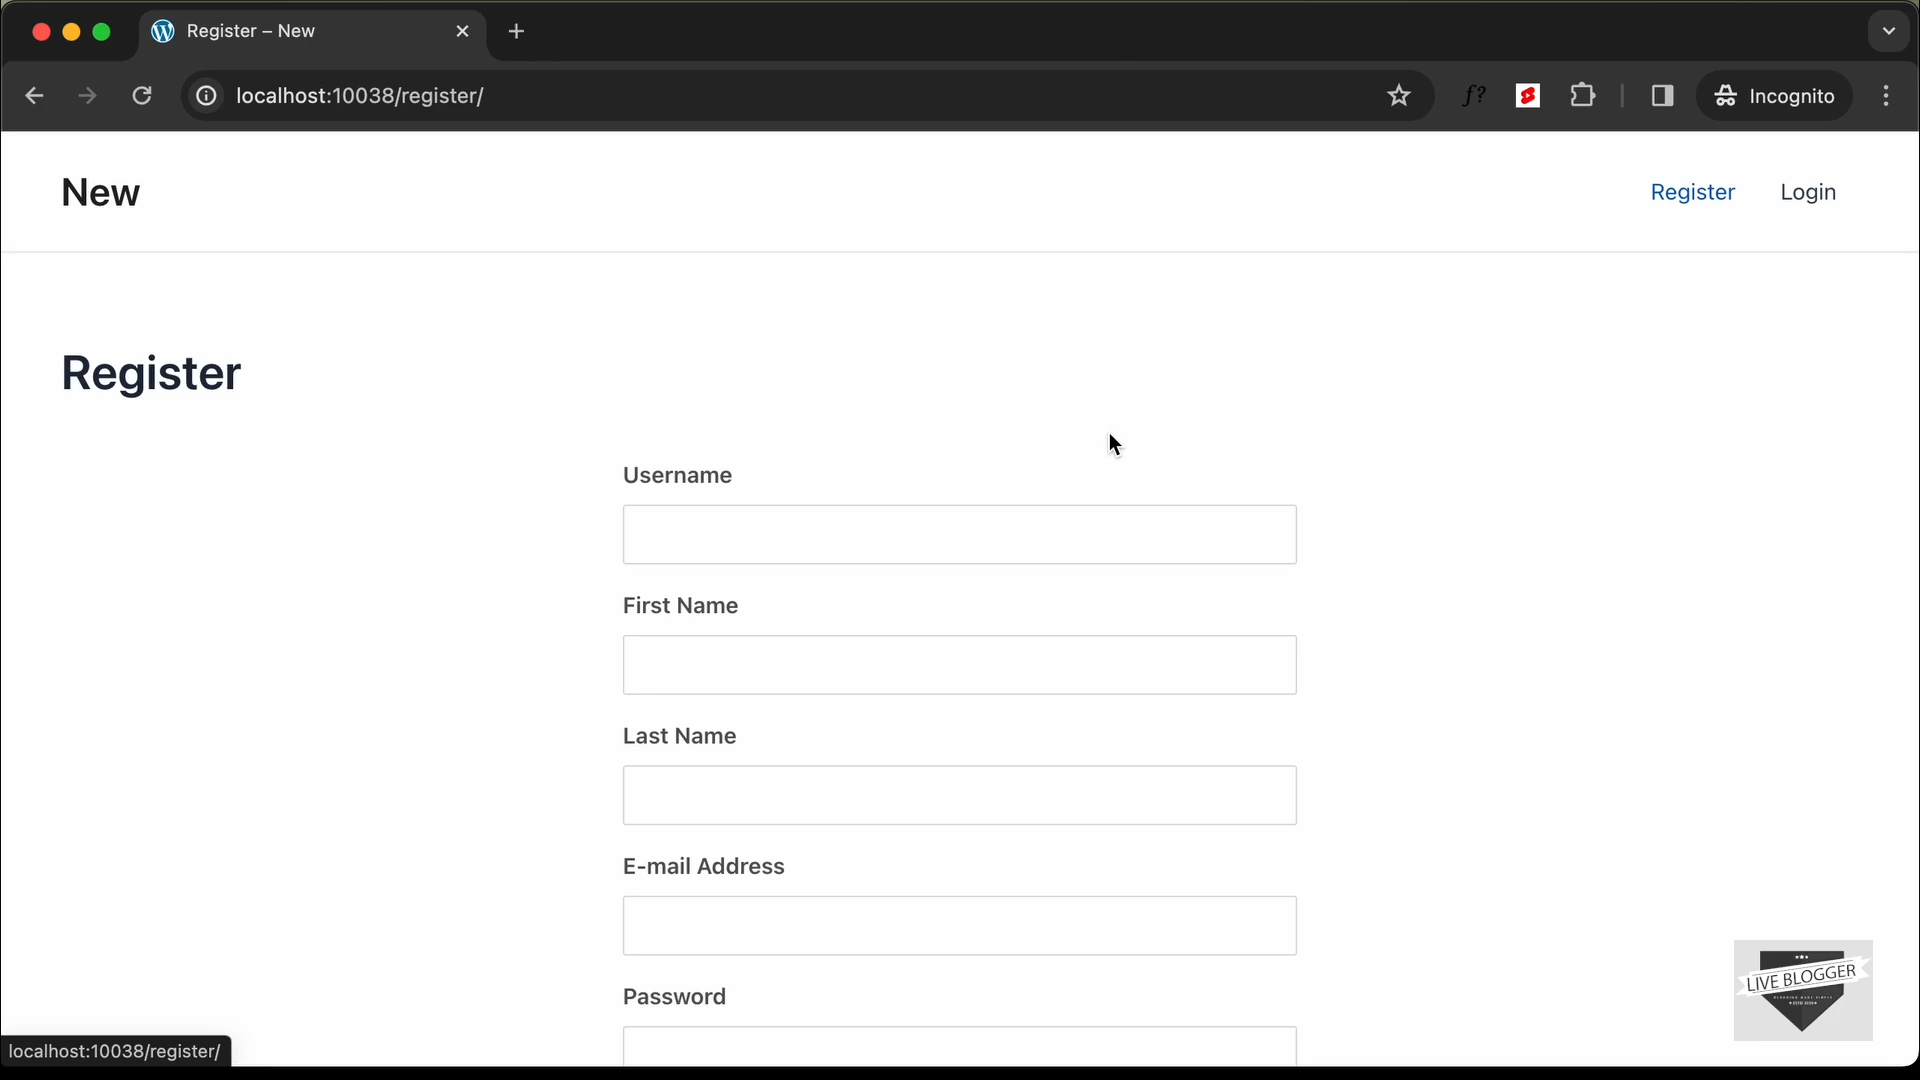 Register – New
localhost:10038/register/
f?
Incognito
New
Register
Login
Register
Username
First Name
Last Name
E-mail Address
Password
LIVE BLOGGER
localhost:10038/register/